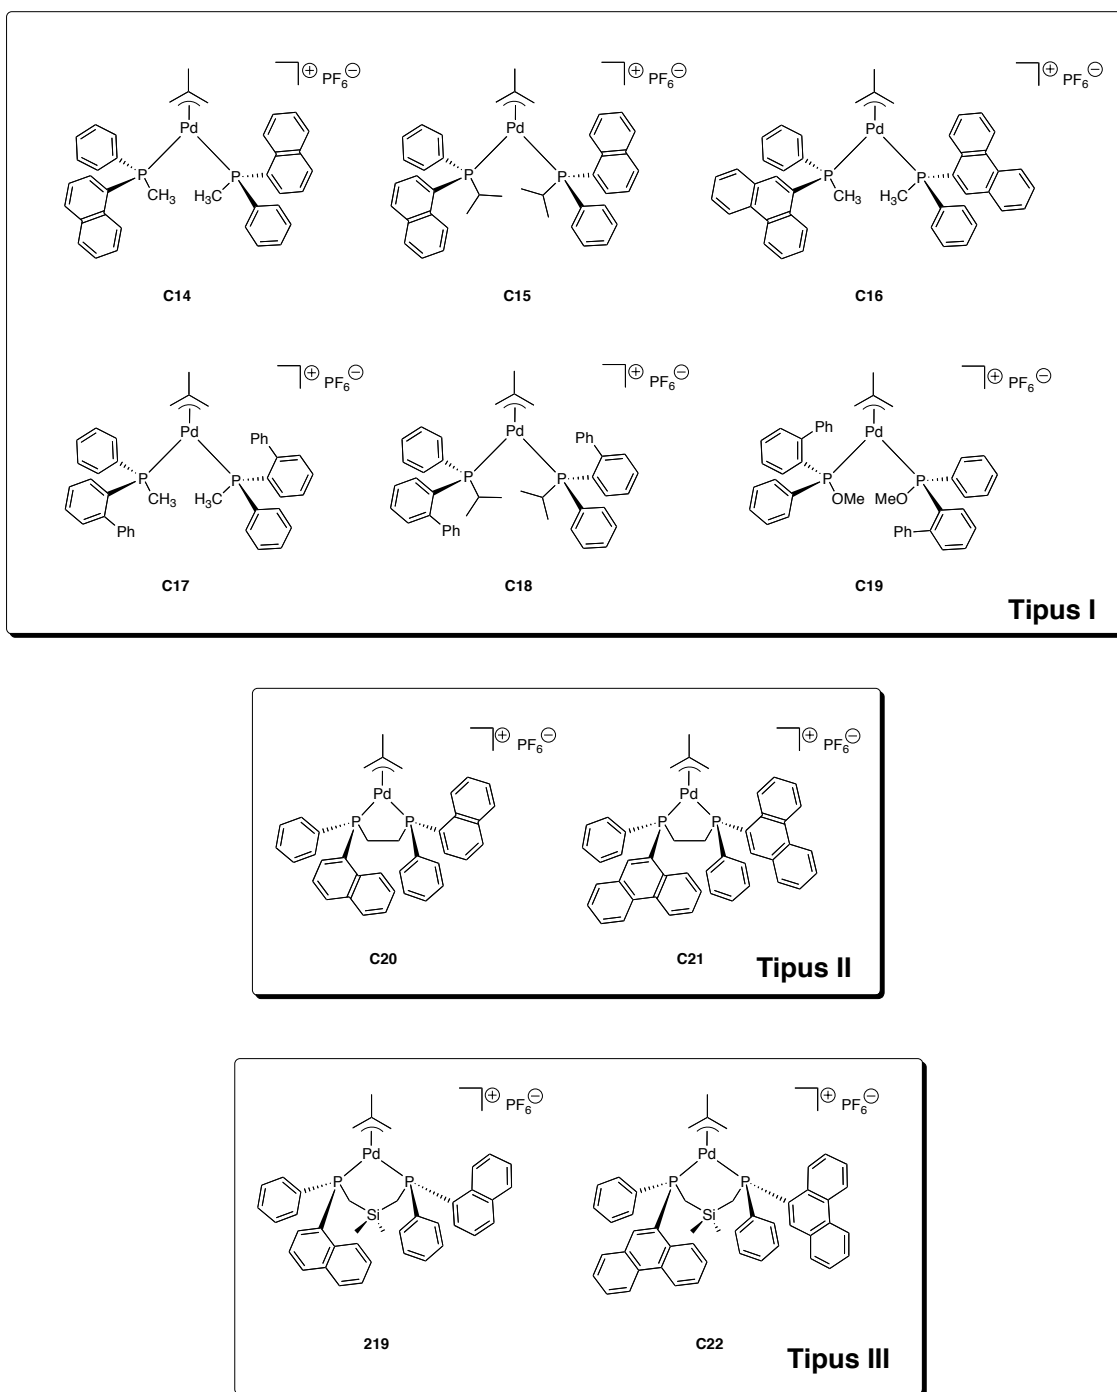 ⊕ PF6⊖ ⊕ PF6⊖ ⊕ PF6⊖
Pd Pd Pd
P CH3 H3C P P P P CH3 H3C P
C14 C15 C16
⊕ PF6⊖ ⊕ PF6⊖ ⊕ PF6⊖
Pd Ph Pd Ph Ph Pd
P CH3 H3C P P P P OMe MeO P
Ph Ph Ph
C17 C18 C19
Tipus I
⊕ PF6⊖ ⊕ PF6⊖
Pd Pd
P P P P
C20 C21
Tipus II
⊕ PF6⊖ ⊕ PF6⊖
Pd Pd
P P P P
Si Si
219 C22
Tipus III